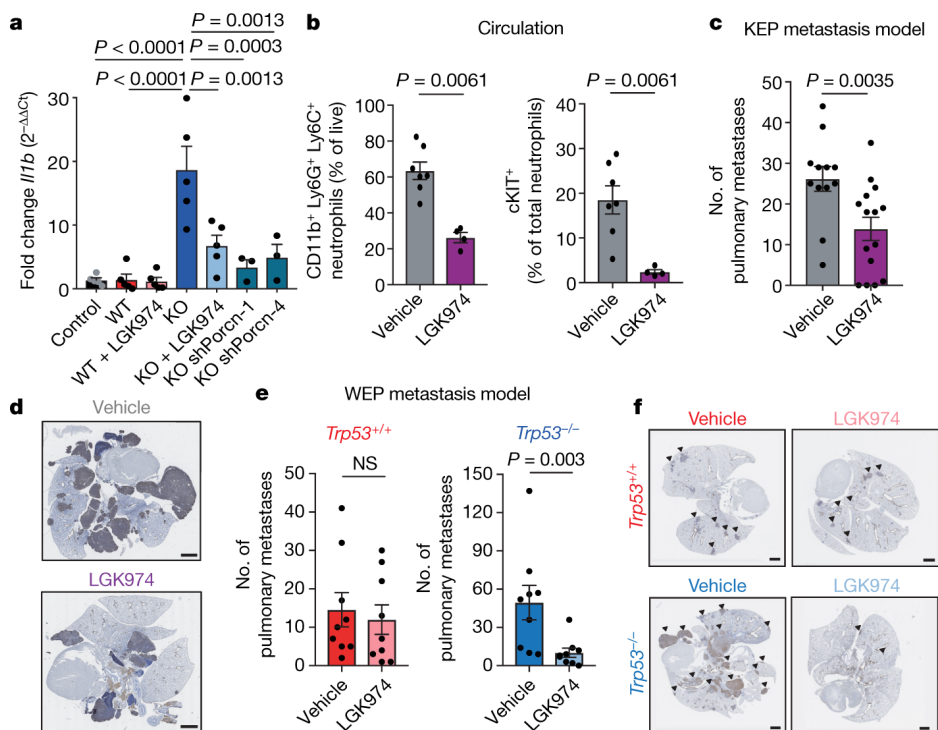 a
P = 0.0013
P < 0.0001
P = 0.0003
P < 0.0001
P = 0.0013
Fold change Il1b (2−ΔΔCt)
30
20
10
0
Control
WT
WT + LGK974
KO
KO + LGK974
KO shPorcn-1
KO shPorcn-4
b
Circulation
P = 0.0061
CD11b+ Ly6G+ Ly6C+
neutrophils (% of live)
100
80
60
40
20
0
Vehicle
LGK974
P = 0.0061
cKIT+
(% of total neutrophils)
40
30
20
10
0
Vehicle
LGK974
c
KEP metastasis model
P = 0.0035
No. of
pulmonary metastases
50
40
30
20
10
0
Vehicle
LGK974
d
Vehicle
LGK974
e
WEP metastasis model
Trp53+/+
NS
No. of
pulmonary metastases
50
40
30
20
10
0
Vehicle
LGK974
Trp53−/−
P = 0.003
No. of
pulmonary metastases
150
120
90
60
30
0
Vehicle
LGK974
f
Vehicle
LGK974
Trp53+/+
Vehicle
LGK974
Trp53−/−